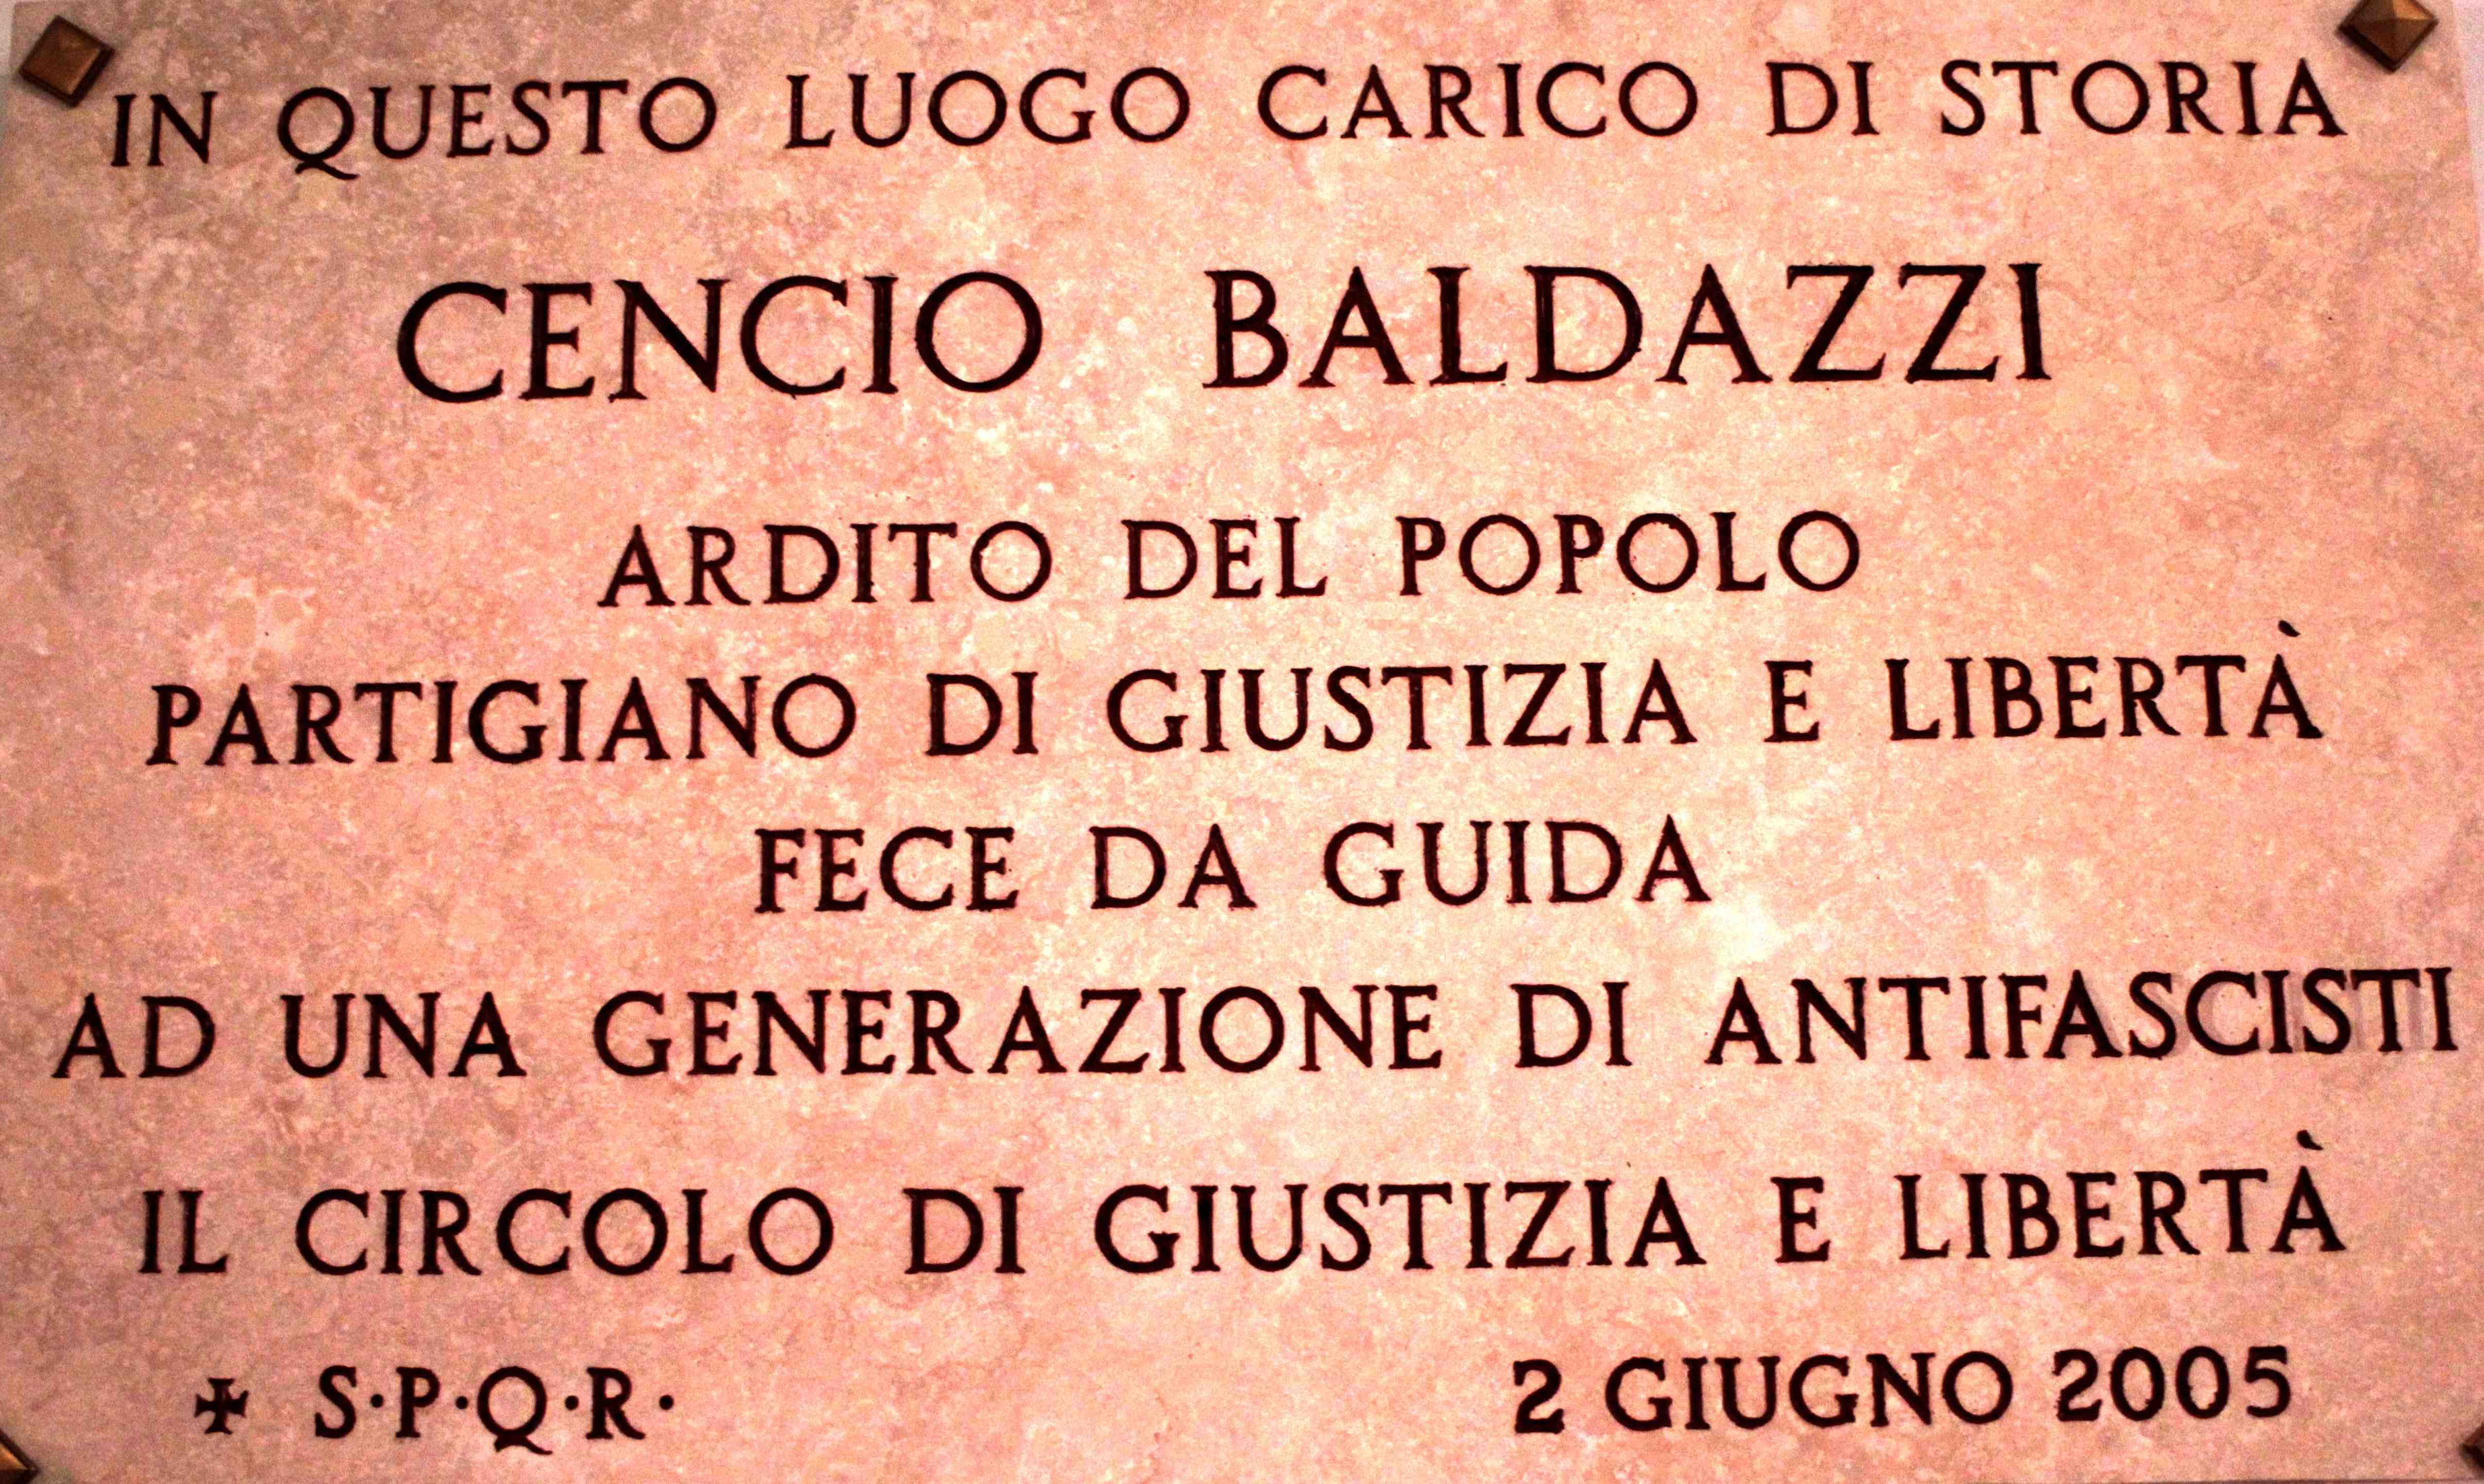 IN QUESTO LUOGO CARICO DI STORIA
CENCIO BALDAZZI
ARDITO DEL POPOLO
PARTIGIANO DI GIUSTIZIA E LIBERTÀ
FECE DA GUIDA
AD UNA GENERAZIONE DI ANTIFASCISTI
IL CIRCOLO DI GIUSTIZIA E LIBERTÀ
✠ S·P·Q·R· 2 GIUGNO 2005